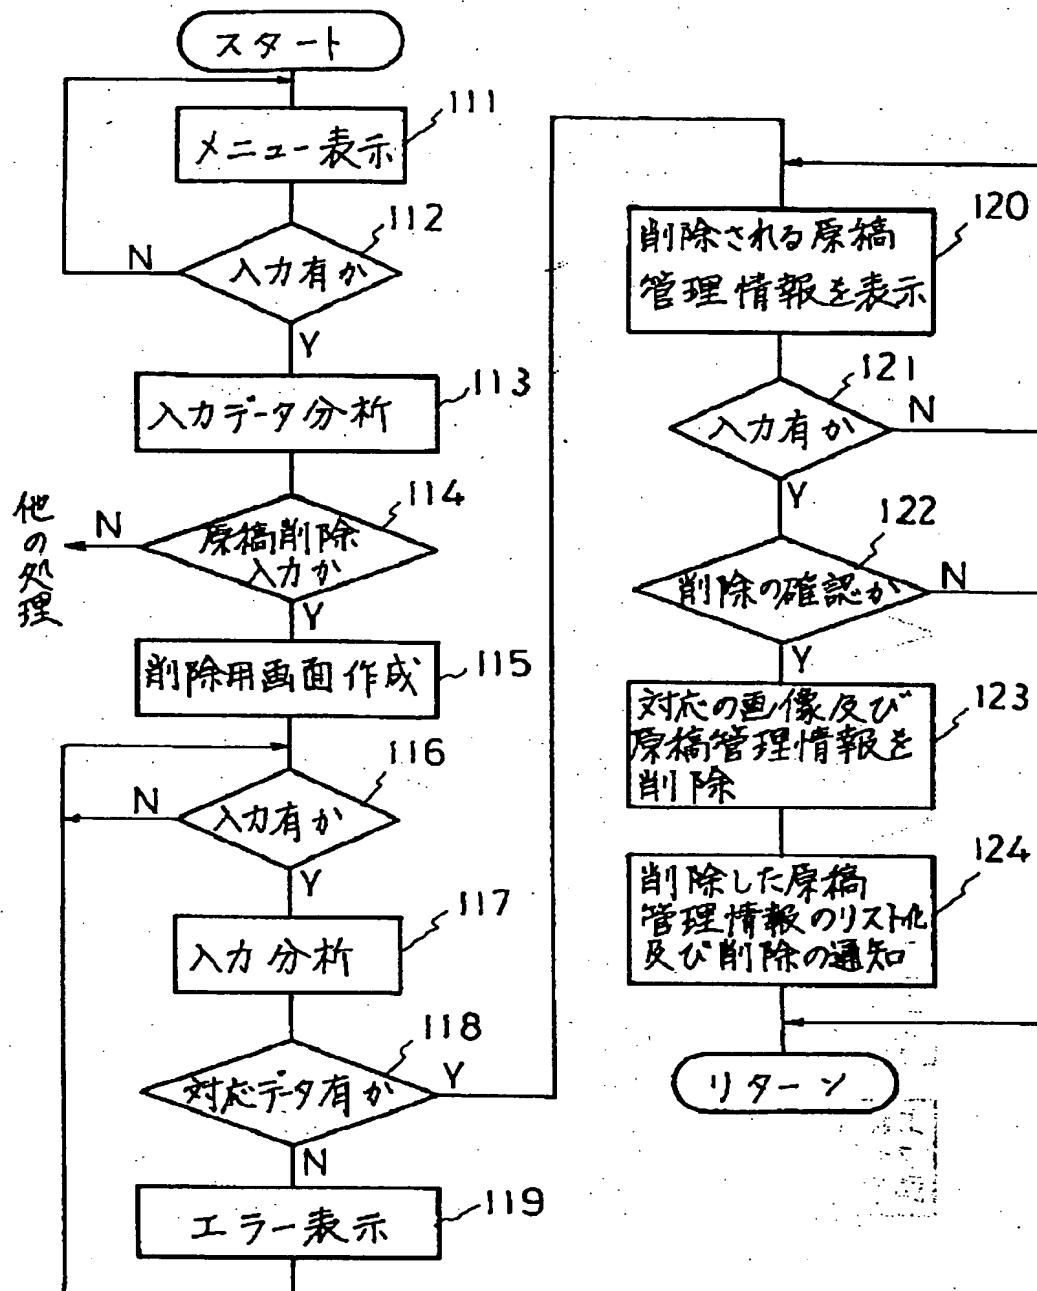 スタート
111
メニュー表示
112
入力有か
N
Y
113
入力データ分析
114
原稿削除
入力か
N
他の処理
Y
115
削除用画面作成
116
入力有か
N
Y
117
入力分析
118
対応データ有か
Y
N
119
エラー表示
120
削除される原稿
管理情報を表示
121
入力有か
N
Y
122
削除の確認か
N
Y
123
対応の画像及び
原稿管理情報を
削除
124
削除した原稿
管理情報のリスト化
及び削除の通知
リターン